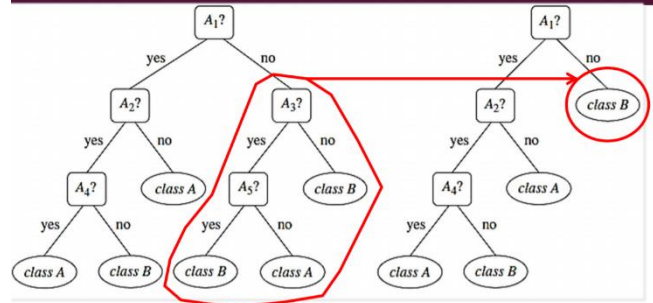 A₁? A₁?
yes no yes no
A₂? A₃? A₂? class B
yes no yes no yes no
A₄? class A A₅? class B A₄? class A
yes no yes no yes no
class A class B class B class A class A class B